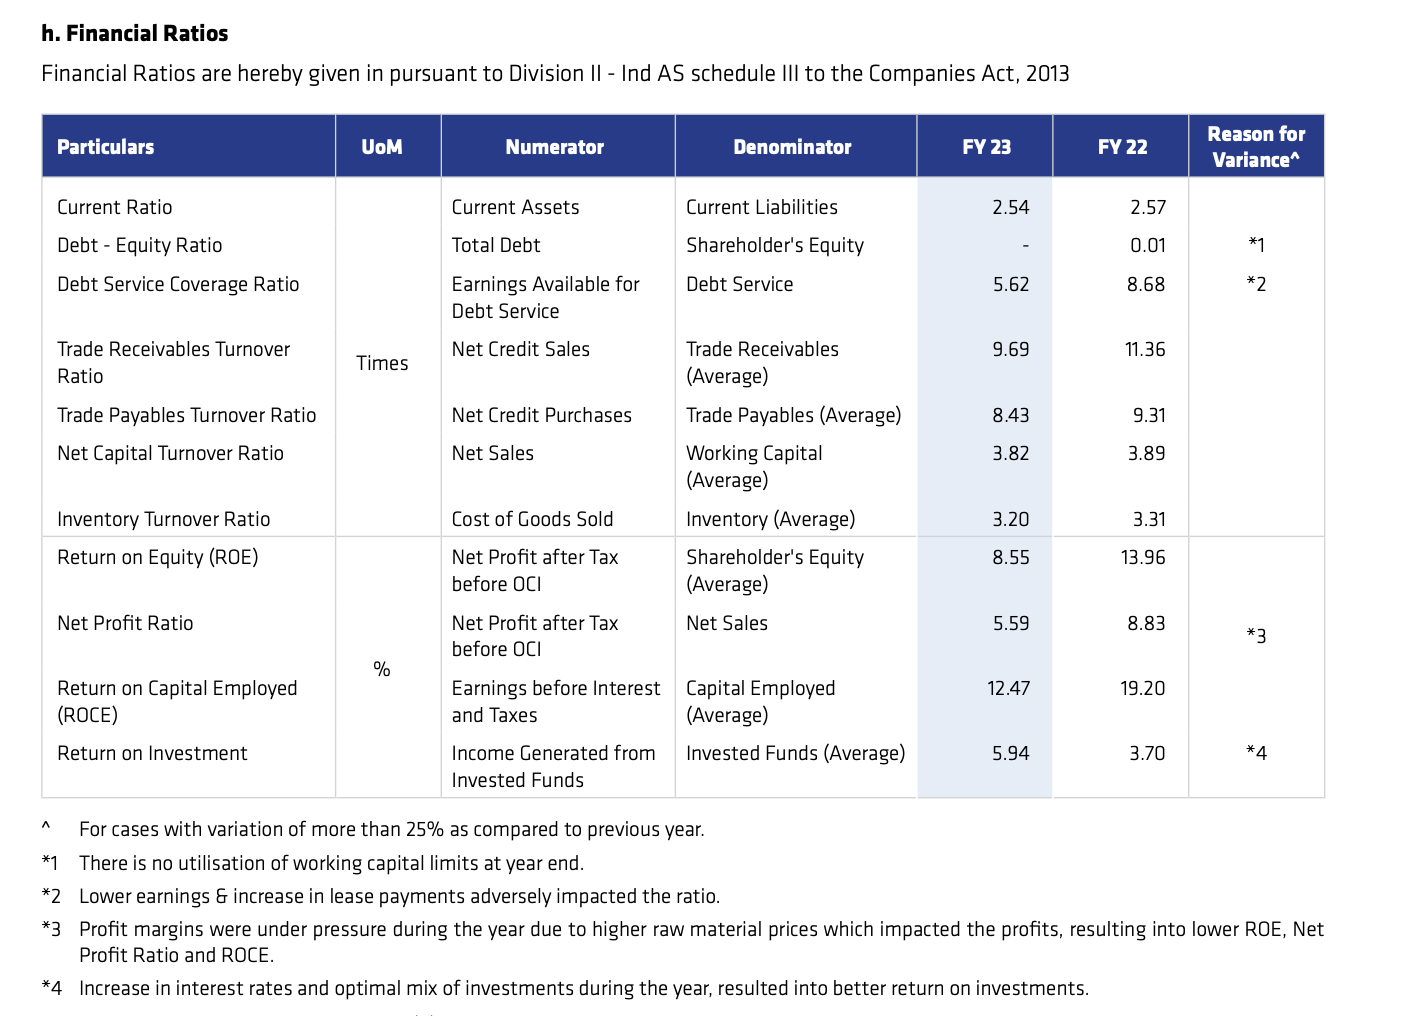 h. Financial Ratios
Financial Ratios are hereby given in pursuant to Division II - Ind AS schedule III to the Companies Act, 2013
Particulars UoM Numerator Denominator FY 23 FY 22 Reason for Variance^
Current Ratio Current Assets Current Liabilities 2.54 2.57
Debt - Equity Ratio Total Debt Shareholder's Equity - 0.01 *1
Debt Service Coverage Ratio Earnings Available for Debt Service Debt Service 5.62 8.68 *2
Trade Receivables Turnover Ratio Times Net Credit Sales Trade Receivables (Average) 9.69 11.36
Trade Payables Turnover Ratio Net Credit Purchases Trade Payables (Average) 8.43 9.31
Net Capital Turnover Ratio Net Sales Working Capital (Average) 3.82 3.89
Inventory Turnover Ratio Cost of Goods Sold Inventory (Average) 3.20 3.31
Return on Equity (ROE) Net Profit after Tax before OCI Shareholder's Equity (Average) 8.55 13.96
Net Profit Ratio Net Profit after Tax before OCI Net Sales 5.59 8.83 *3
% 
Return on Capital Employed (ROCE) Earnings before Interest and Taxes Capital Employed (Average) 12.47 19.20
Return on Investment Income Generated from Invested Funds Invested Funds (Average) 5.94 3.70 *4
^ For cases with variation of more than 25% as compared to previous year.
*1 There is no utilisation of working capital limits at year end.
*2 Lower earnings & increase in lease payments adversely impacted the ratio.
*3 Profit margins were under pressure during the year due to higher raw material prices which impacted the profits, resulting into lower ROE, Net
Profit Ratio and ROCE.
*4 Increase in interest rates and optimal mix of investments during the year, resulted into better return on investments.